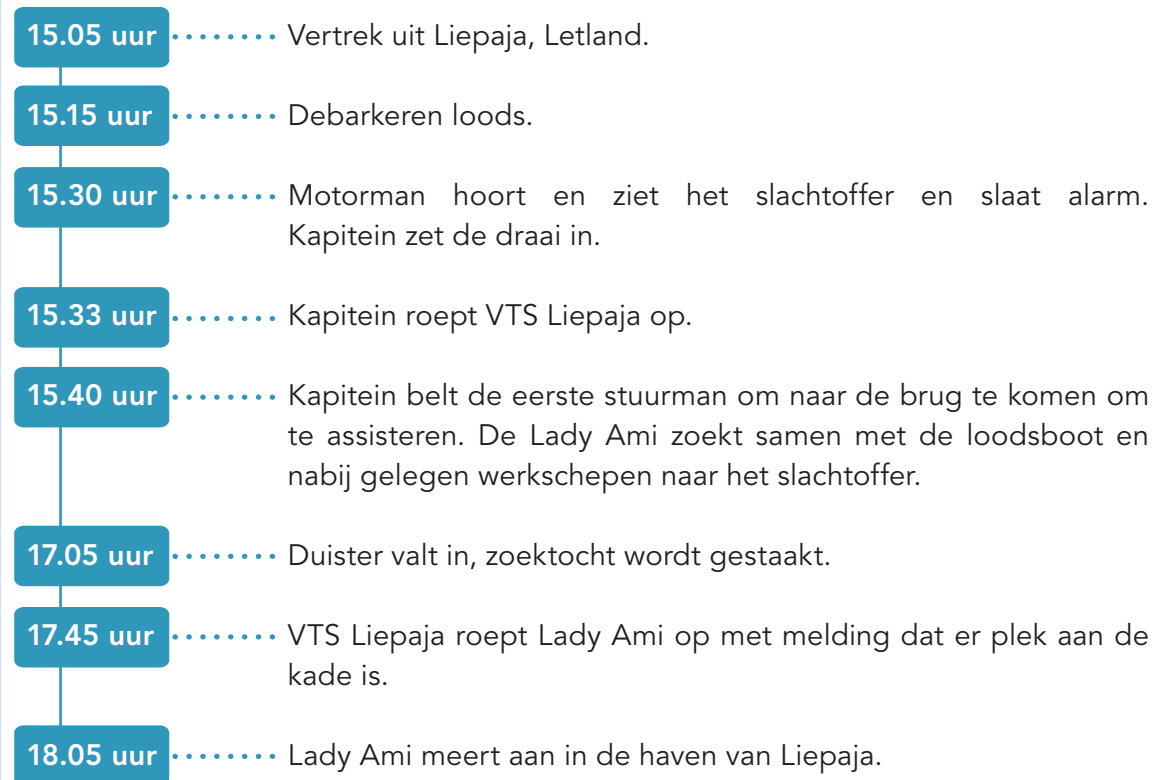 15.05 uur Vertrek uit Liepaja, Letland.
15.15 uur Debarkeren loods.
15.30 uur Motorman hoort en ziet het slachtoffer en slaat alarm.
Kapitein zet de draai in.
15.33 uur Kapitein roept VTS Liepaja op.
15.40 uur Kapitein belt de eerste stuurman om naar de brug te komen om
te assisteren. De Lady Ami zoekt samen met de loodsboot en
nabij gelegen werkschepen naar het slachtoffer.
17.05 uur Duister valt in, zoektocht wordt gestaakt.
17.45 uur VTS Liepaja roept Lady Ami op met melding dat er plek aan de
kade is.
18.05 uur Lady Ami meert aan in de haven van Liepaja.